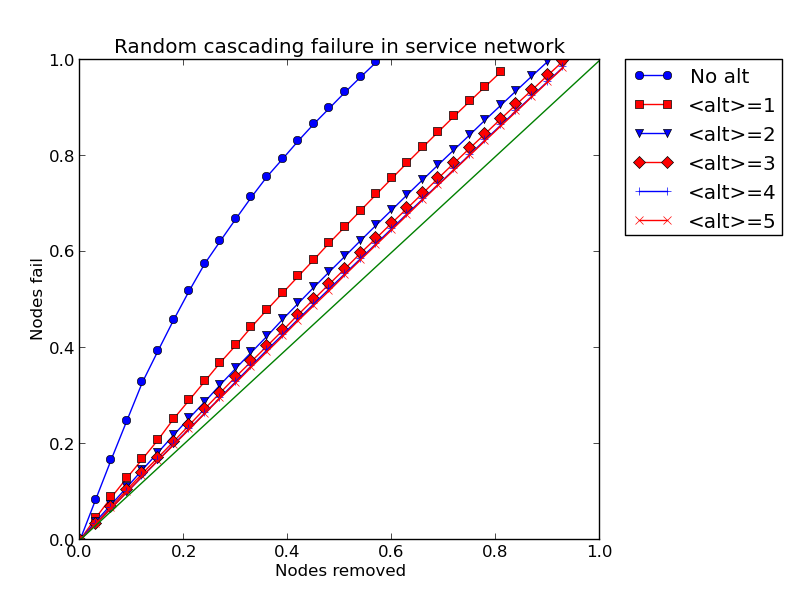 Random cascading failure in service network
1.0
0.8
0.6
0.4
0.2
0.0
Nodes fail
0.0 0.2 0.4 0.6 0.8 1.0
Nodes removed
No alt
<alt>=1
<alt>=2
<alt>=3
<alt>=4
<alt>=5